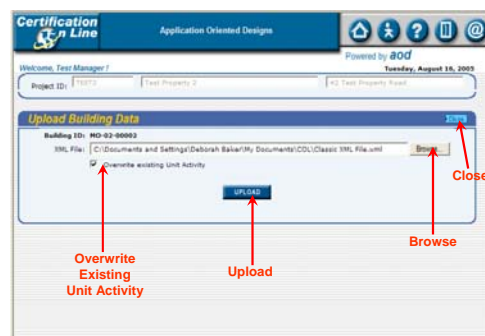 Certification
On Line
Application Oriented Designs
Powered by aod
Welcome, Test Manager !
Tuesday, August 16, 2005
Project ID:
Test Property 2
42 Test Property Road
Upload Building Data
Close
Building ID: MO-02-00002
XML File: C:\Documents and Settings\Deborah Baker\My Documents\COL\Classic XML File.xml
Browse...
Overwrite existing Unit Activity
UPLOAD
Close
Browse
Upload
Overwrite
Existing
Unit Activity